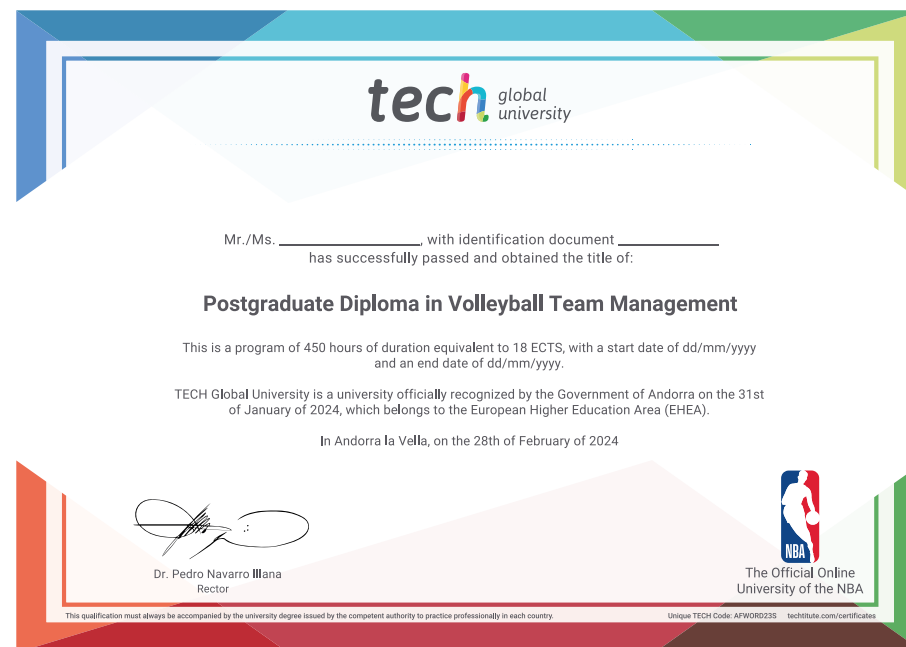 tech global university
Mr./Ms. ________________, with identification document ____________
has successfully passed and obtained the title of:
Postgraduate Diploma in Volleyball Team Management
This is a program of 450 hours of duration equivalent to 18 ECTS, with a start date of dd/mm/yyyy
and an end date of dd/mm/yyyy.
TECH Global University is a university officially recognized by the Government of Andorra on the 31st
of January of 2024, which belongs to the European Higher Education Area (EHEA).
In Andorra la Vella, on the 28th of February of 2024
Dr. Pedro Navarro Illana
Rector
NBA
The Official Online
University of the NBA
This qualification must always be accompanied by the university degree issued by the competent authority to practice professionally in each country.
Unique TECH Code: AFWORD23S techtitute.com/certificates